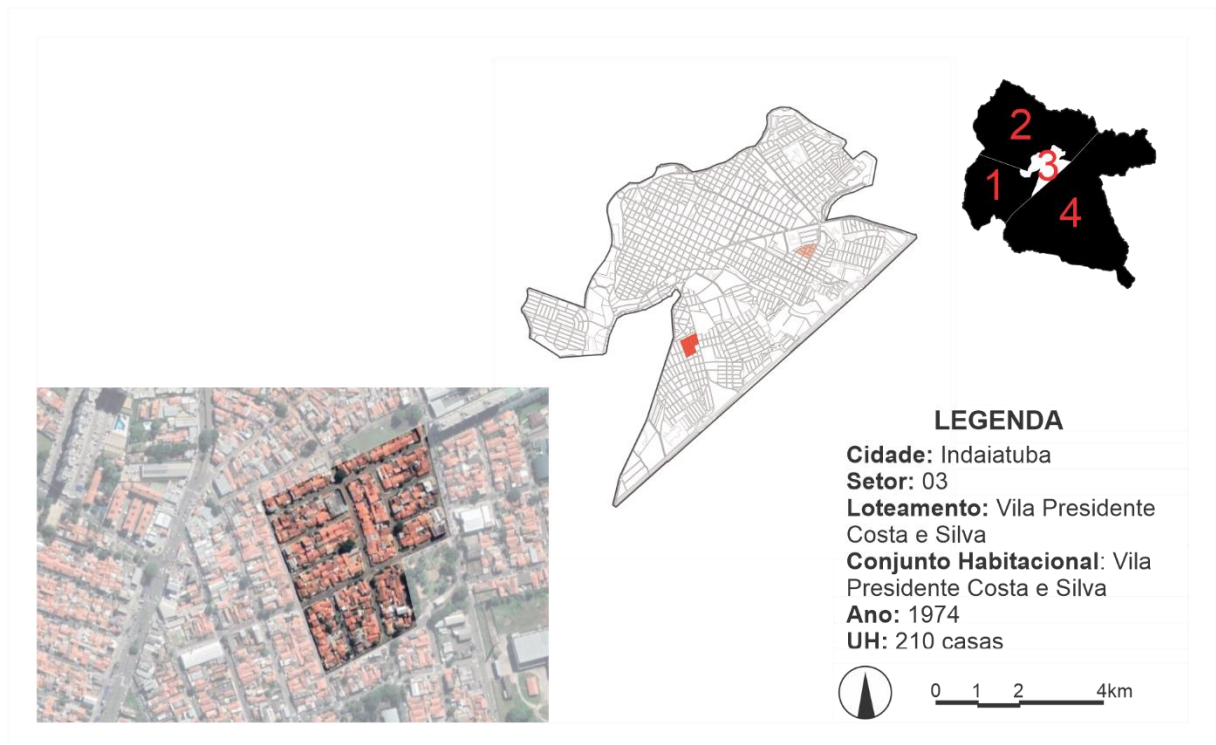 2
3
1
4
LEGENDA
Cidade: Indaiatuba
Setor: 03
Loteamento: Vila Presidente
Costa e Silva
Conjunto Habitacional: Vila
Presidente Costa e Silva
Ano: 1974
UH: 210 casas
0 1 2 4km